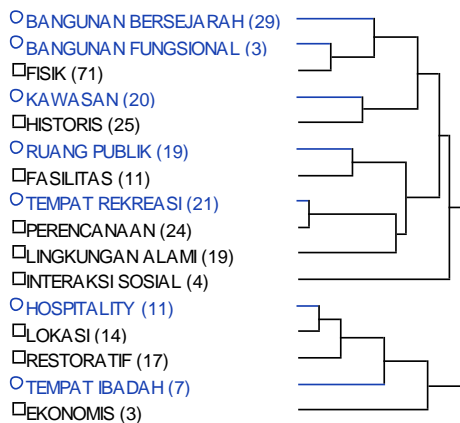 BANGUNAN BERSEJARAH (29)
BANGUNAN FUNGSIONAL (3)
FISIK (71)
KAWASAN (20)
HISTORIS (25)
RUANG PUBLIK (19)
FASILITAS (11)
TEMPAT REKREASI (21)
PERENCANAAN (24)
LINGKUNGAN ALAMI (19)
INTERAKSI SOSIAL (4)
HOSPITALITY (11)
LOKASI (14)
RESTORATIF (17)
TEMPAT IBADAH (7)
EKONOMIS (3)